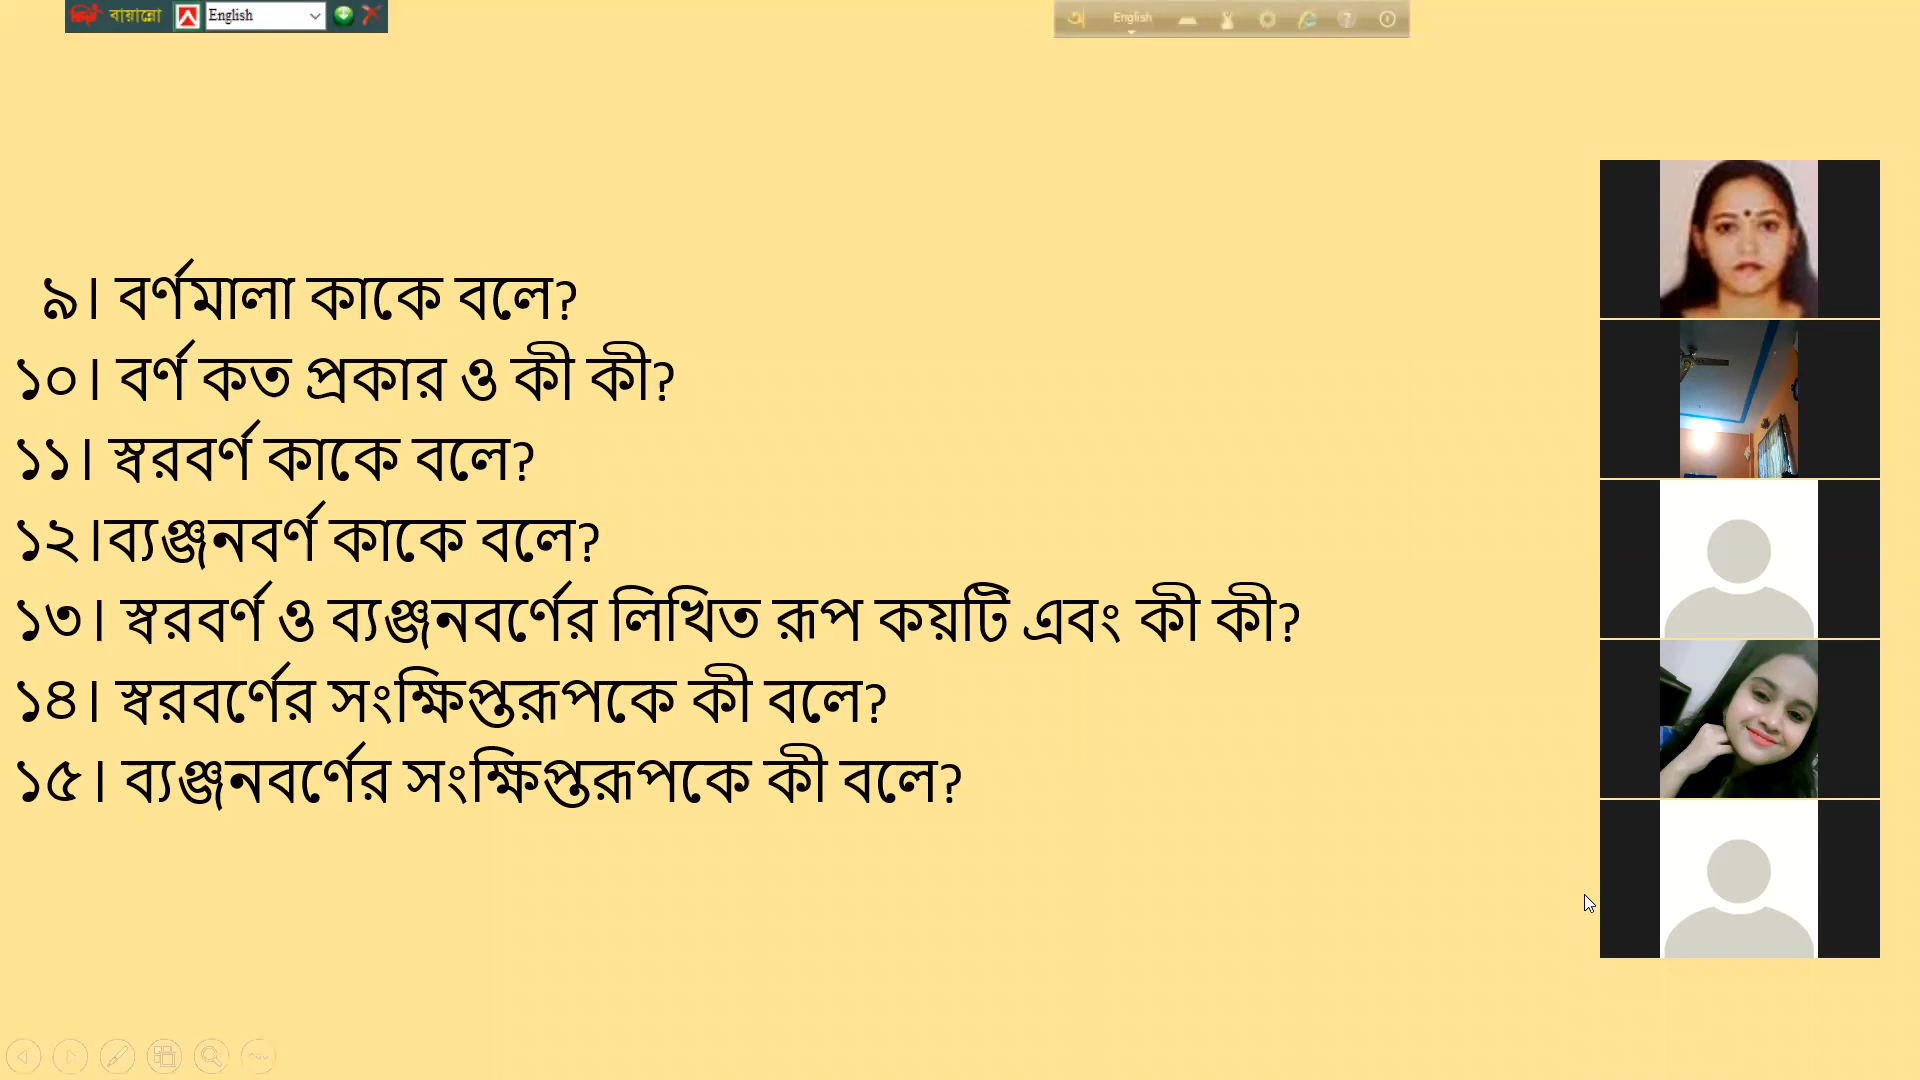 বায়ান্নো
English
English
৯। বর্ণমালা কাকে বলে?
১০। বর্ণ কত প্রকার ও কী কী?
১১। স্বরবর্ণ কাকে বলে?
১২।ব্যঞ্জনবর্ণ কাকে বলে?
১৩। স্বরবর্ণ ও ব্যঞ্জনবর্ণের লিখিত রূপ কয়টি এবং কী কী?
১৪। স্বরবর্ণের সংক্ষিপ্তরূপকে কী বলে?
১৫। ব্যঞ্জনবর্ণের সংক্ষিপ্তরূপকে কী বলে?